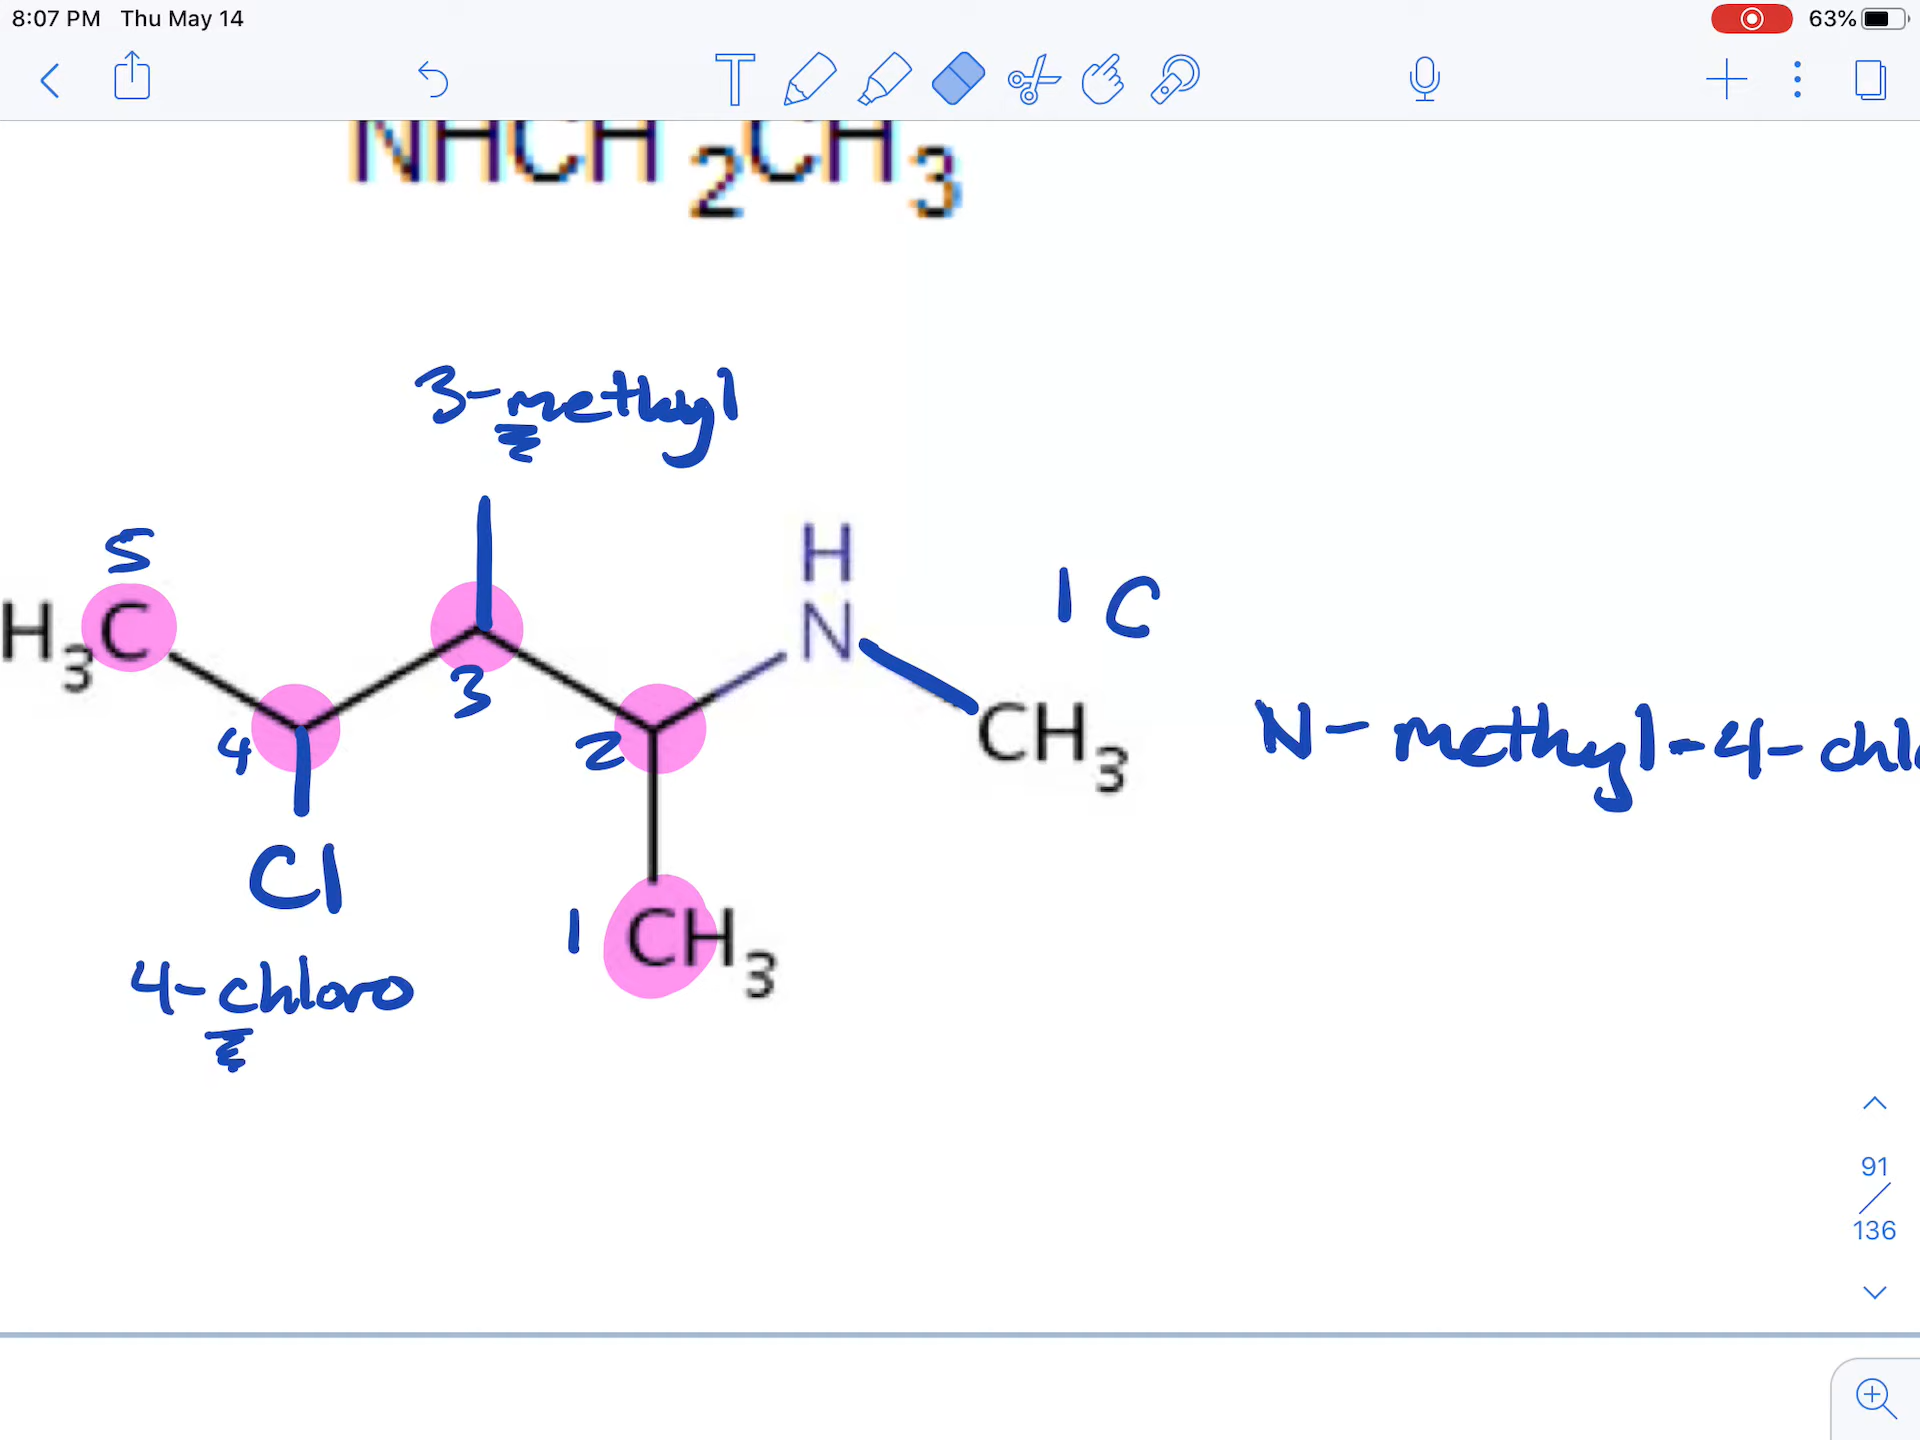 8:07 PM Thu May 14
63%
T
NHCH2CH3
3-methyl
5
H
H3C
N
1 C
3
4
2
CH3
N-methyl-4-chlo
Cl
1
CH3
4-chloro
91
136